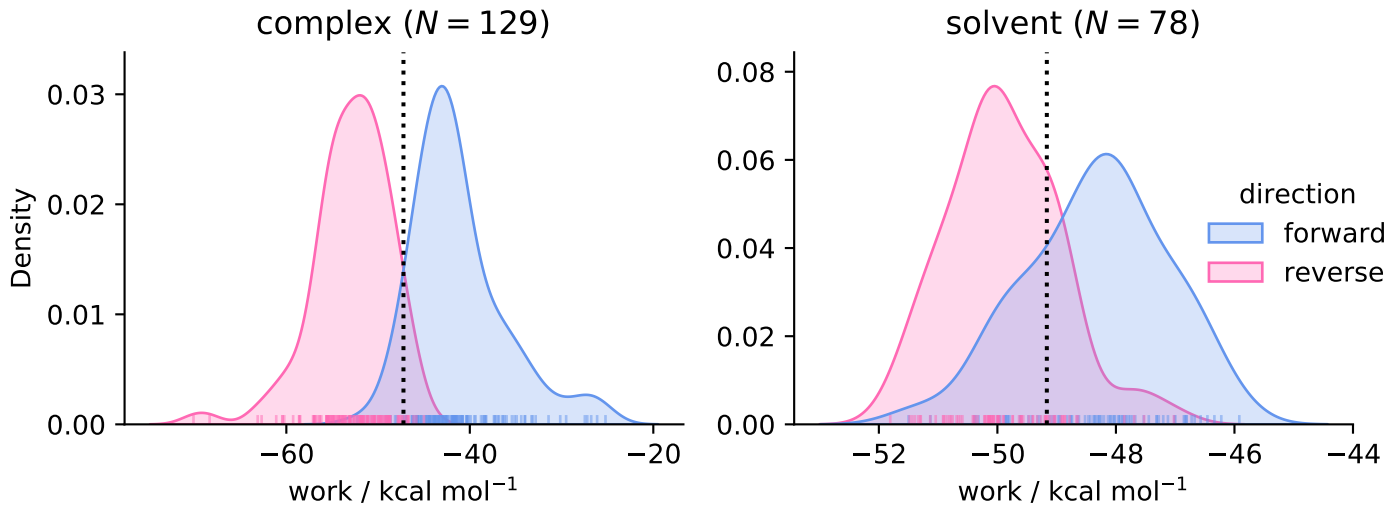 complex (N = 129)
Density
0.03
0.02
0.01
0.00
−60
−40
−20
work / kcal mol⁻¹
solvent (N = 78)
0.08
0.06
0.04
0.02
0.00
−52
−50
−48
−46
−44
work / kcal mol⁻¹
direction
forward
reverse